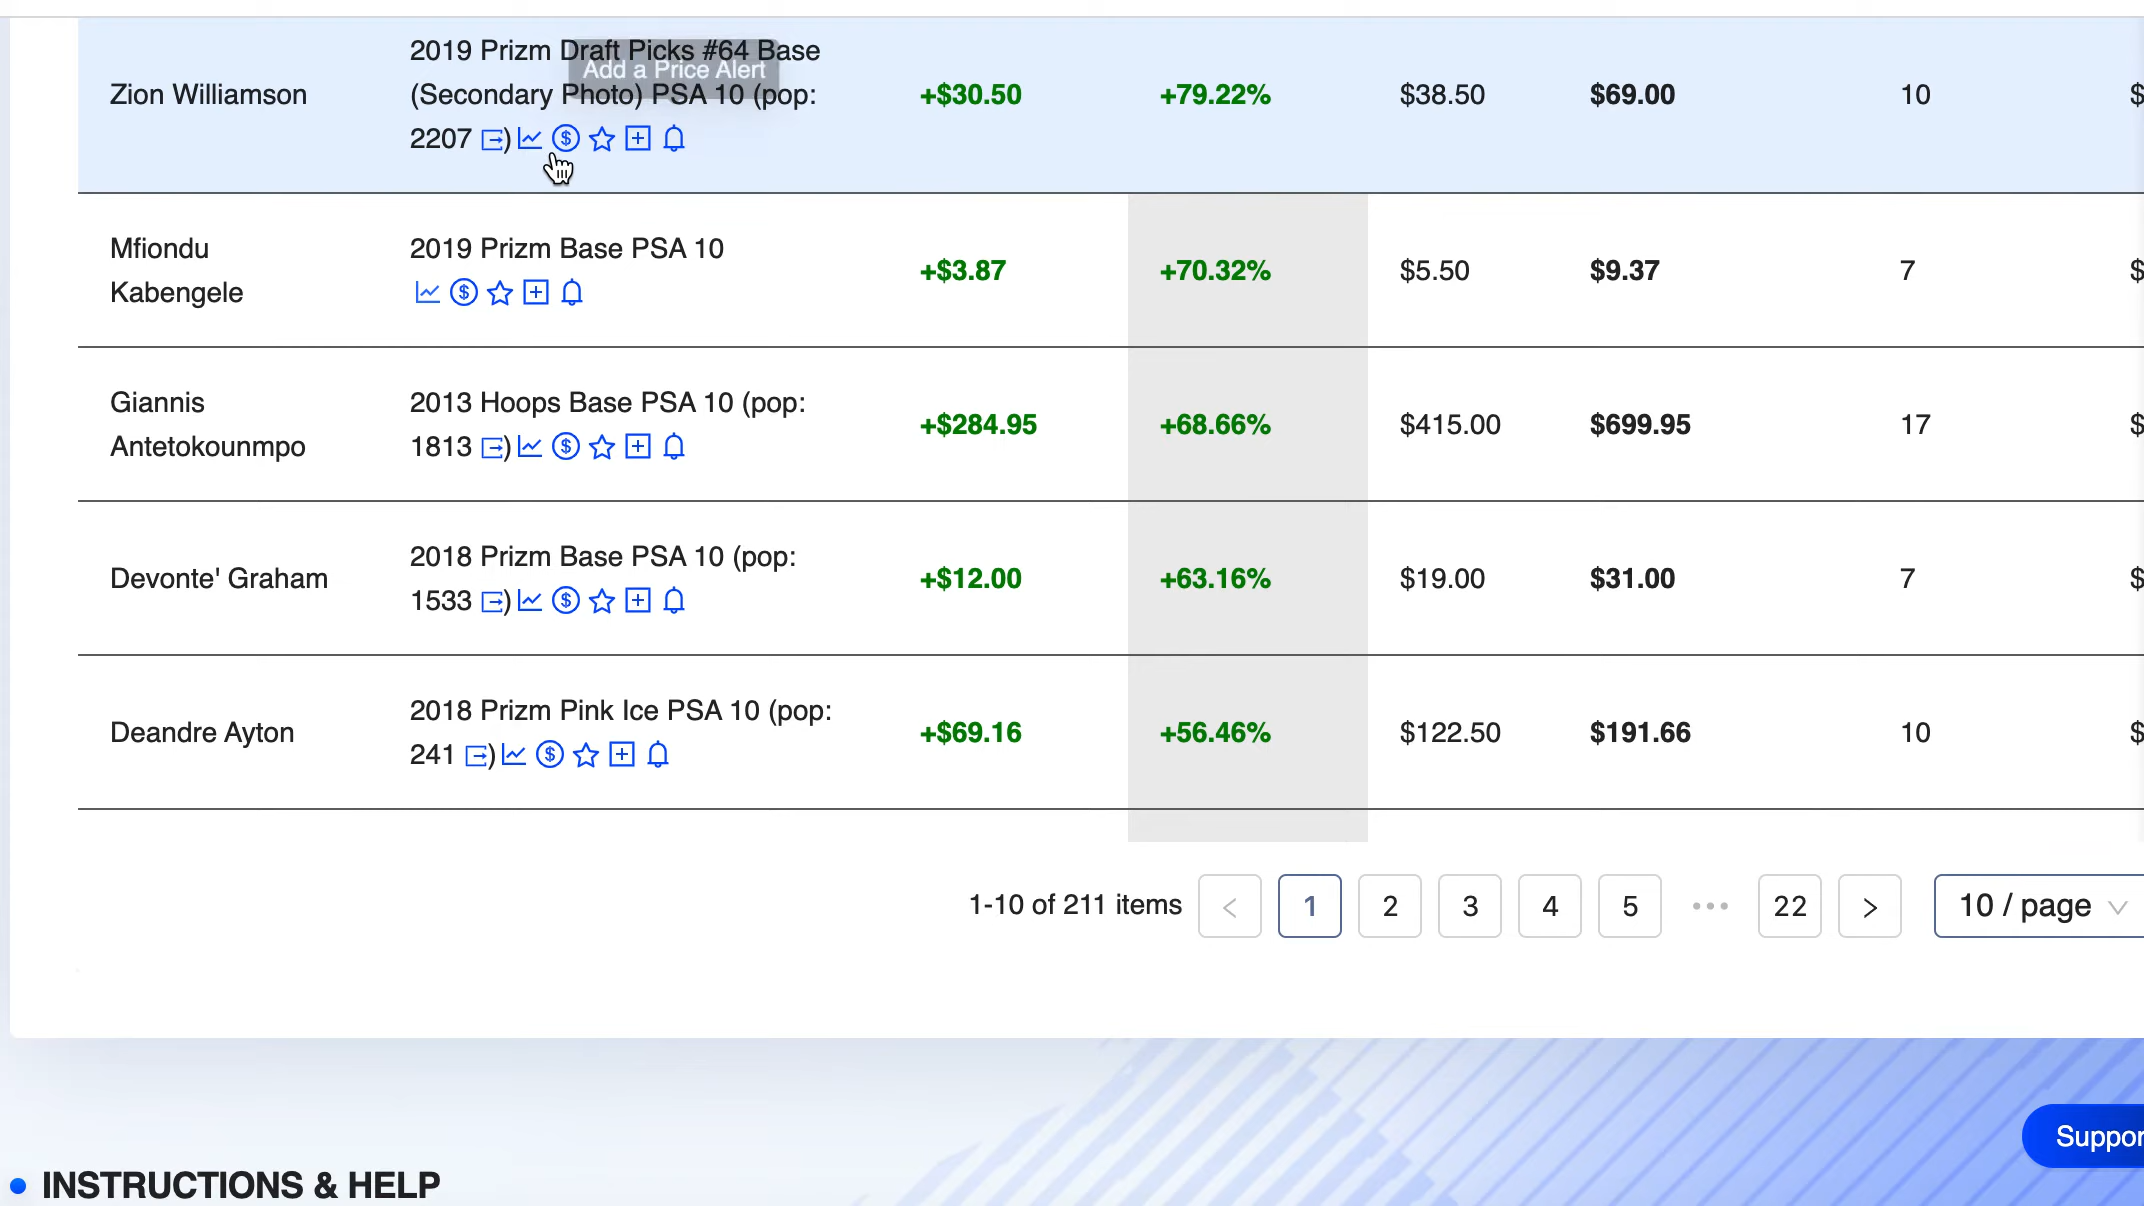 2019 Prizm Draft Picks #64 Base
Add a Price Alert
Zion Williamson
(Secondary Photo) PSA 10 (pop:
2207 )
+$30.50
+79.22%
$38.50
$69.00
10
$
Mfiondu
Kabengele
2019 Prizm Base PSA 10
+$3.87
+70.32%
$5.50
$9.37
7
$
Giannis
Antetokounmpo
2013 Hoops Base PSA 10 (pop:
1813 )
+$284.95
+68.66%
$415.00
$699.95
17
$
Devonte' Graham
2018 Prizm Base PSA 10 (pop:
1533 )
+$12.00
+63.16%
$19.00
$31.00
7
$
Deandre Ayton
2018 Prizm Pink Ice PSA 10 (pop:
241 )
+$69.16
+56.46%
$122.50
$191.66
10
$
1-10 of 211 items < 1 2 3 4 5 ••• 22 > 10 / page
Suppor
INSTRUCTIONS & HELP